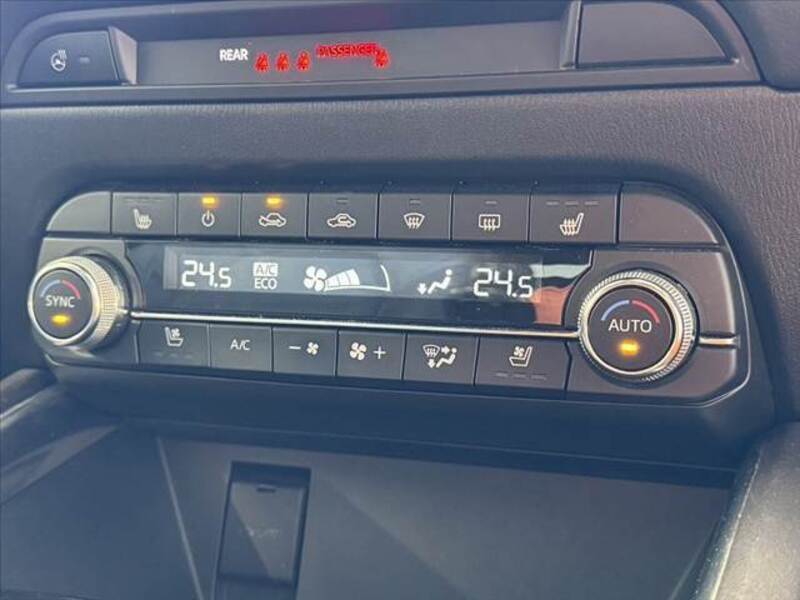 REAR PASSENGER
24.5 A/C ECO 24.5
SYNC
AUTO
A/C - +